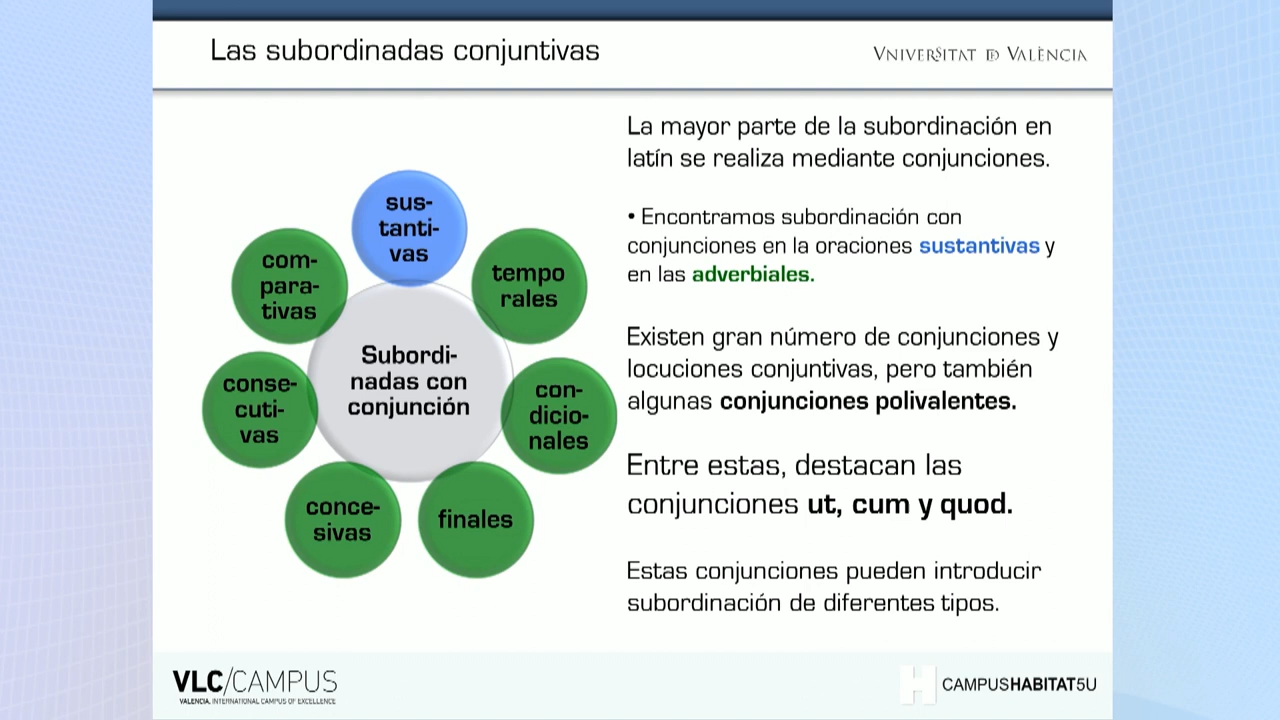 Las subordinadas conjuntivas
VNIVERSITAT DE VALÈNCIA
sus-
tanti-
vas
tempo
rales
con-
dicio-
nales
finales
conce-
sivas
conse-
cuti-
vas
com-
para-
tivas
Subordi-
nadas con
conjunción
La mayor parte de la subordinación en
latín se realiza mediante conjunciones.
• Encontramos subordinación con
conjunciones en la oraciones sustantivas y
en las adverbiales.
Existen gran número de conjunciones y
locuciones conjuntivas, pero también
algunas conjunciones polivalentes.
Entre estas, destacan las
conjunciones ut, cum y quod.
Estas conjunciones pueden introducir
subordinación de diferentes tipos.
VLC/CAMPUS
VALENCIA, INTERNATIONAL CAMPUS OF EXCELLENCE
H CAMPUSHABITAT5U